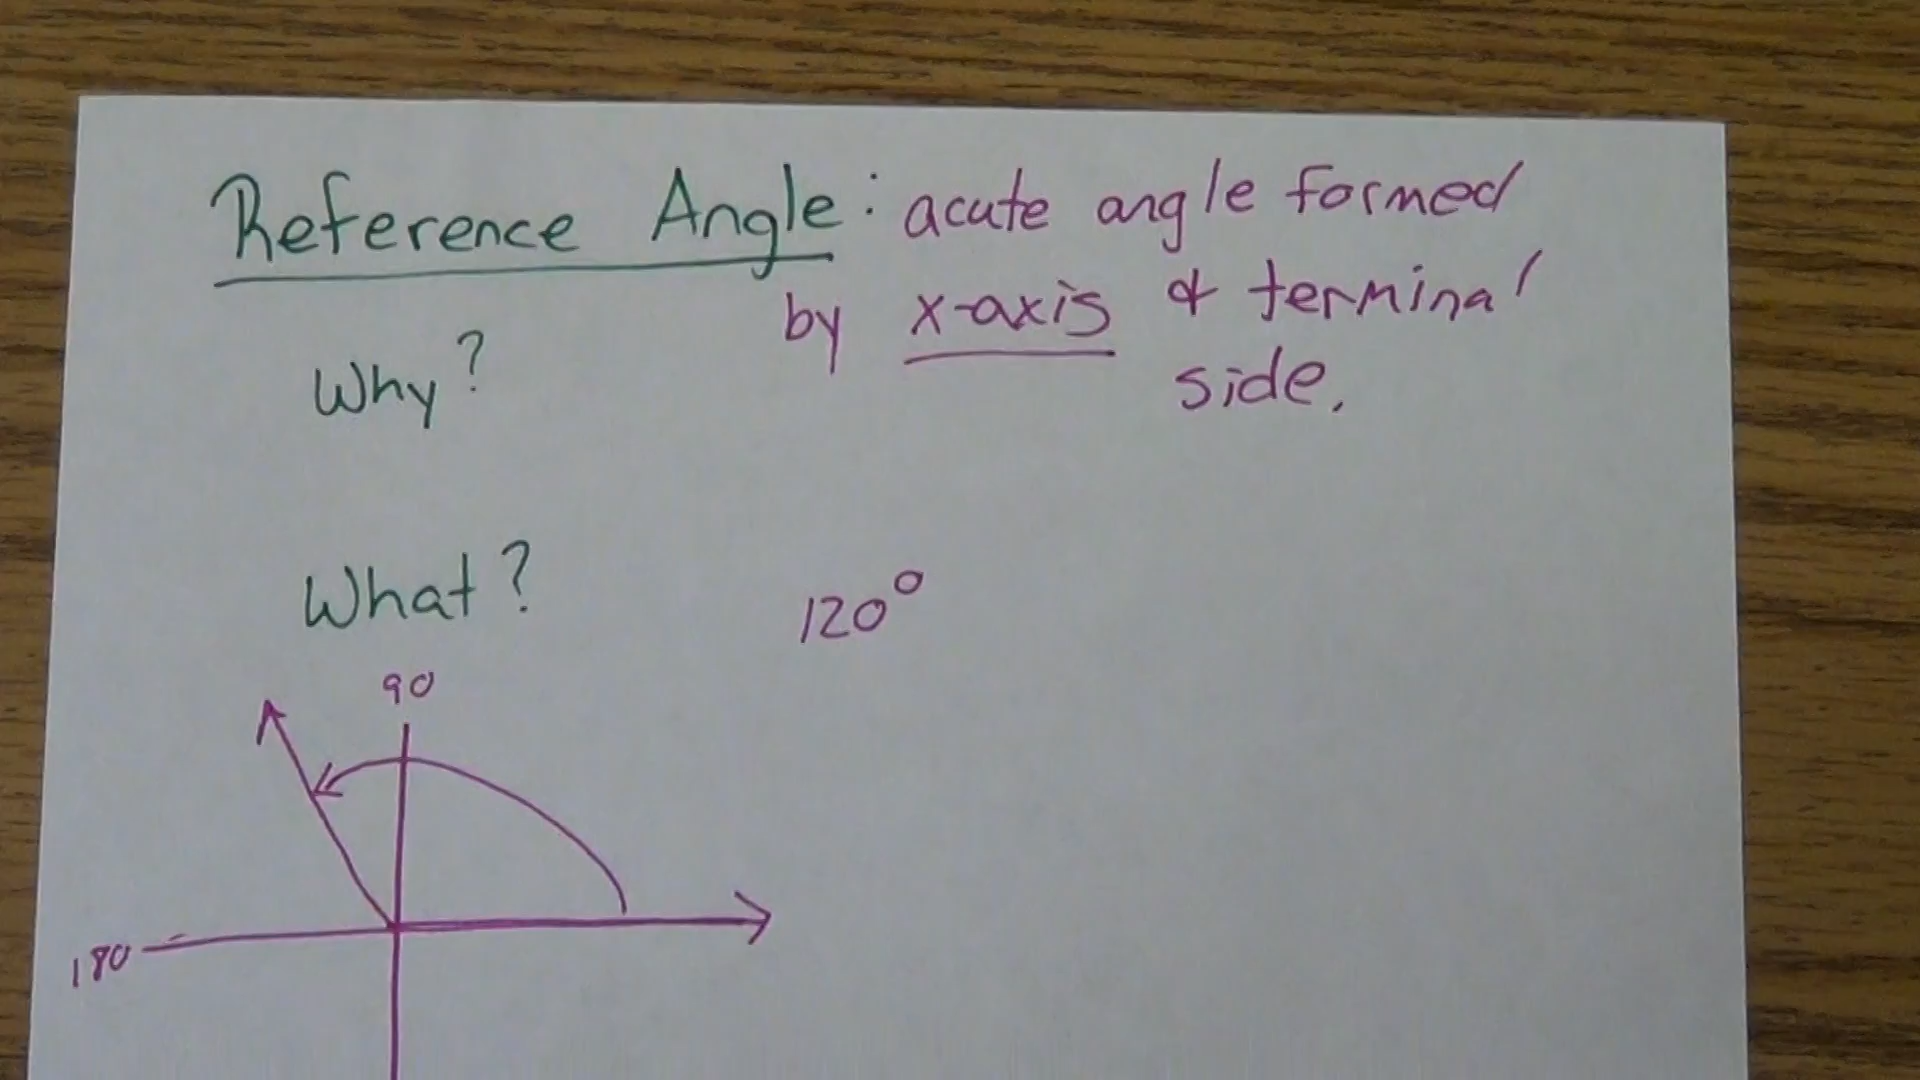 Reference Angle: acute angle formed
by x-axis & terminal
side.
Why?
What?
120°
90
180